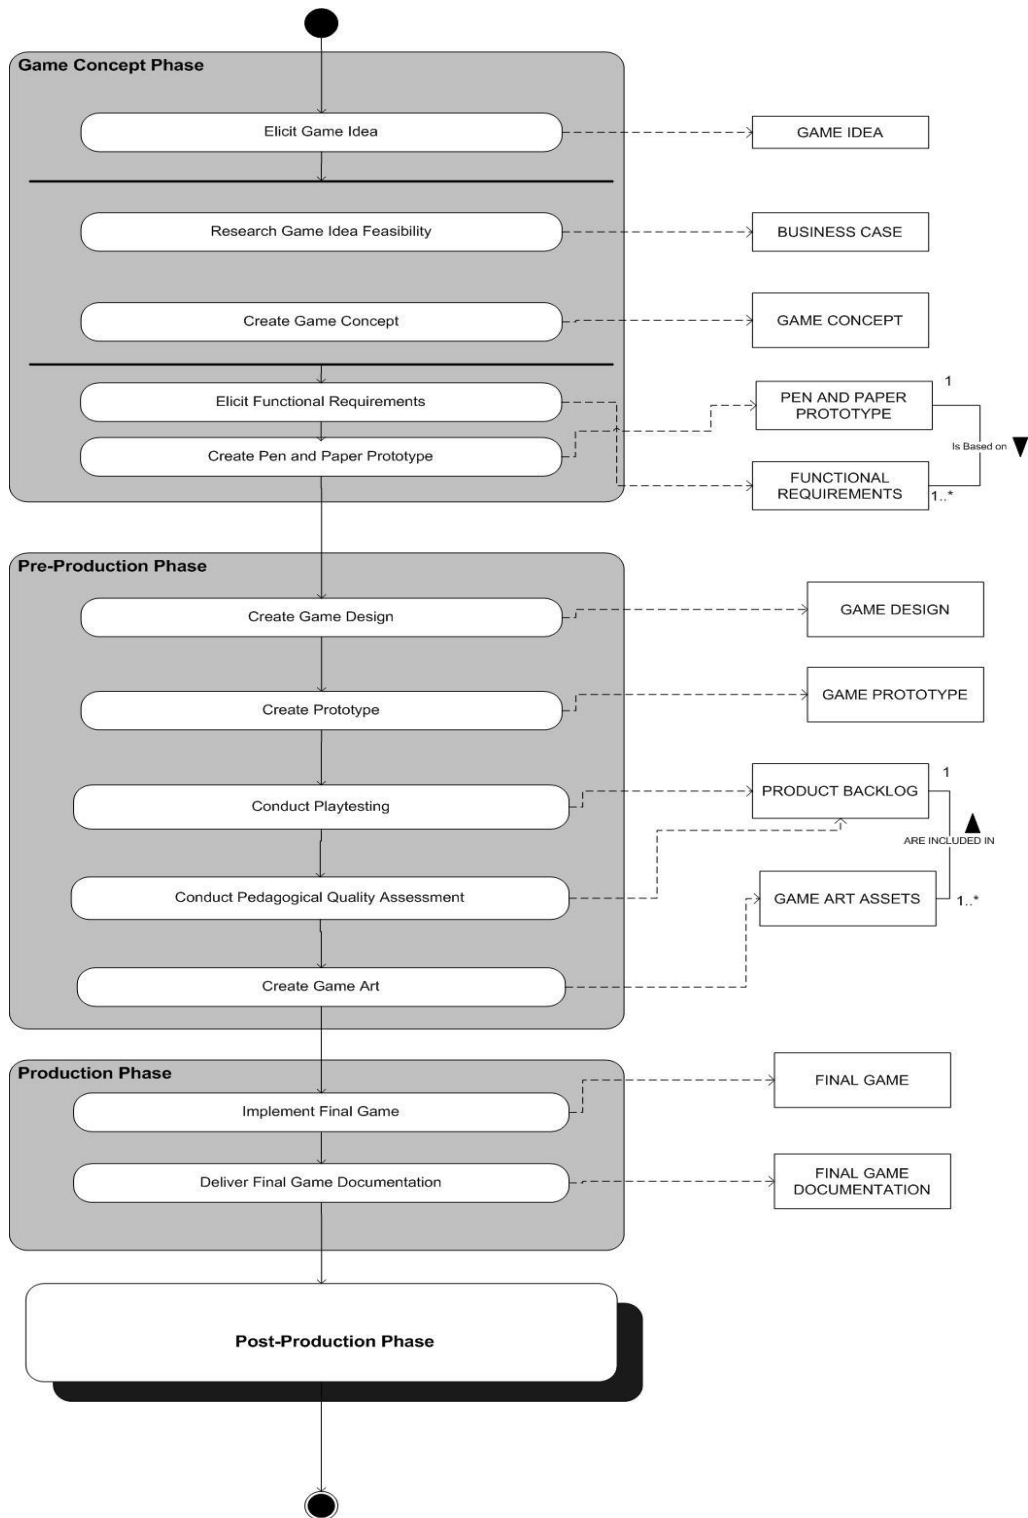 Game Concept Phase
Elicit Game Idea
GAME IDEA
Research Game Idea Feasibility
BUSINESS CASE
Create Game Concept
GAME CONCEPT
Elicit Functional Requirements
Create Pen and Paper Prototype
PEN AND PAPER
PROTOTYPE
1
Is Based on
FUNCTIONAL
REQUIREMENTS
1..*
Pre-Production Phase
Create Game Design
GAME DESIGN
Create Prototype
GAME PROTOTYPE
Conduct Playtesting
PRODUCT BACKLOG
1
ARE INCLUDED IN
Conduct Pedagogical Quality Assessment
GAME ART ASSETS
1..*
Create Game Art
Production Phase
Implement Final Game
FINAL GAME
Deliver Final Game Documentation
FINAL GAME
DOCUMENTATION
Post-Production Phase